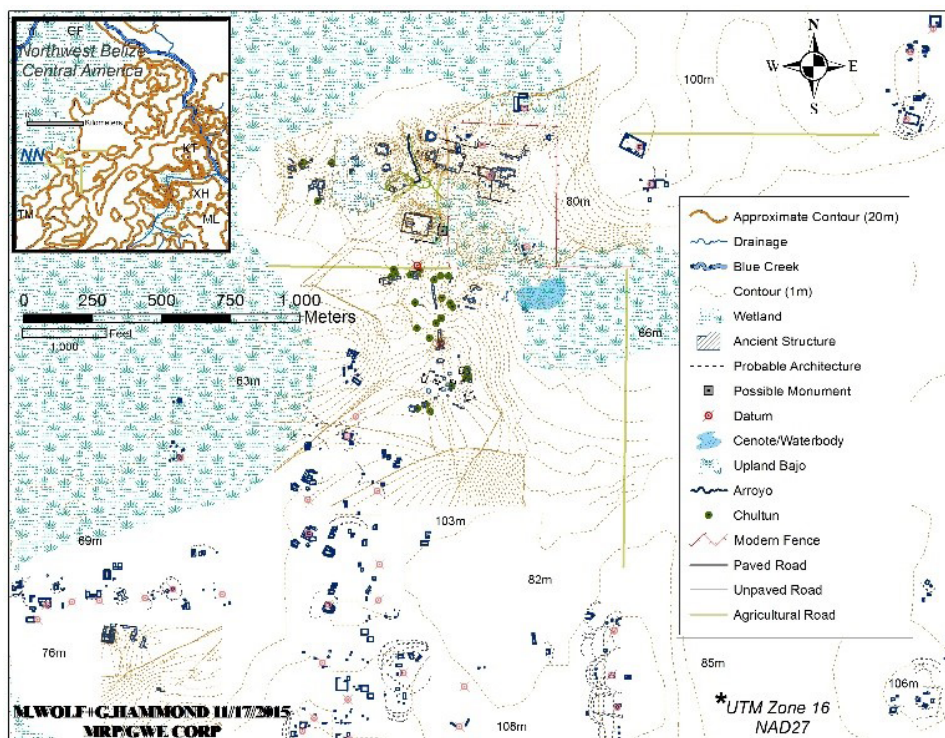 GF
Northwest Belize
Central America
Kilometers
NN
KT
XH
TM
ML
N
W E
S
100m
80m
0 250 500 750 1,000
Meters
Feet
1,000
66m
63m
103m
69m
82m
76m
85m
106m
108m
Approximate Contour (20m)
Drainage
Blue Creek
Contour (1m)
Wetland
Ancient Structure
Probable Architecture
Possible Monument
Datum
Cenote/Waterbody
Upland Bajo
Arroyo
Chultun
Modern Fence
Paved Road
Unpaved Road
Agricultural Road
M.WOLF+G.HAMMOND 11/17/2015
MRP/GWE CORP
*UTM Zone 16
NAD27